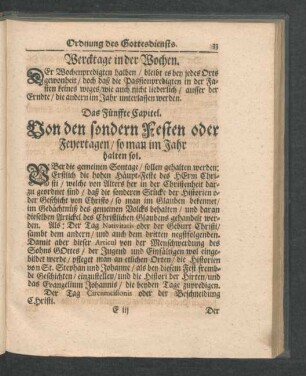 Ordnung des Gottesdiensts. 33
Wercktage in der Wochen.
DEr Wochenpredigten halben / bleibt es bey jedes Orts
gewonheit / doch daß die Passionpredigten in der Fa-
sten keines weges / wie auch nicht liederlich / ausser der
Erndte / die andern im Jahr unterlassen werden.
Das Fünffte Capitel.
Von den sondern Festen oder
Feyertagen / so man im Jahr
halten sol.
UBer die gemeinen Sontage / sollen gehalten werden;
Erstlich die hohen Haupt-Feste des HErrn Chri-
sti / welche von Alters her in der Christenheit dar-
zu geordnet sind / daß die sonderen Stücke der Historien o-
der Geschicht von Christo / so man im Glauben bekennet /
im Gedächtnüß des gemeinen Volcks behalten / und daran
dieselben Artickel des Christlichen Glaubens gehandelt wer-
den. Als: Der Tag Nativitatis oder der Geburt Christi /
sambt dem andern / und auch dem dritten negstfolgenden.
Damit aber dieser Articul von der Menschwerdung des
Sohns GOttes / der Jugend und Einfältigen wol einge-
bildet werde / pfleget man an etlichen Orten / die Historien
von St. Stephan und Johanne / als den diesem Fest frembde
Geschichten / einzustellen / und die Histori der Hirten / und
das Evangelium Johannis / die beyden Tage zupredigen.
Der Tag Circumcisionis oder der Beschneidung
Christi.
E iij Der